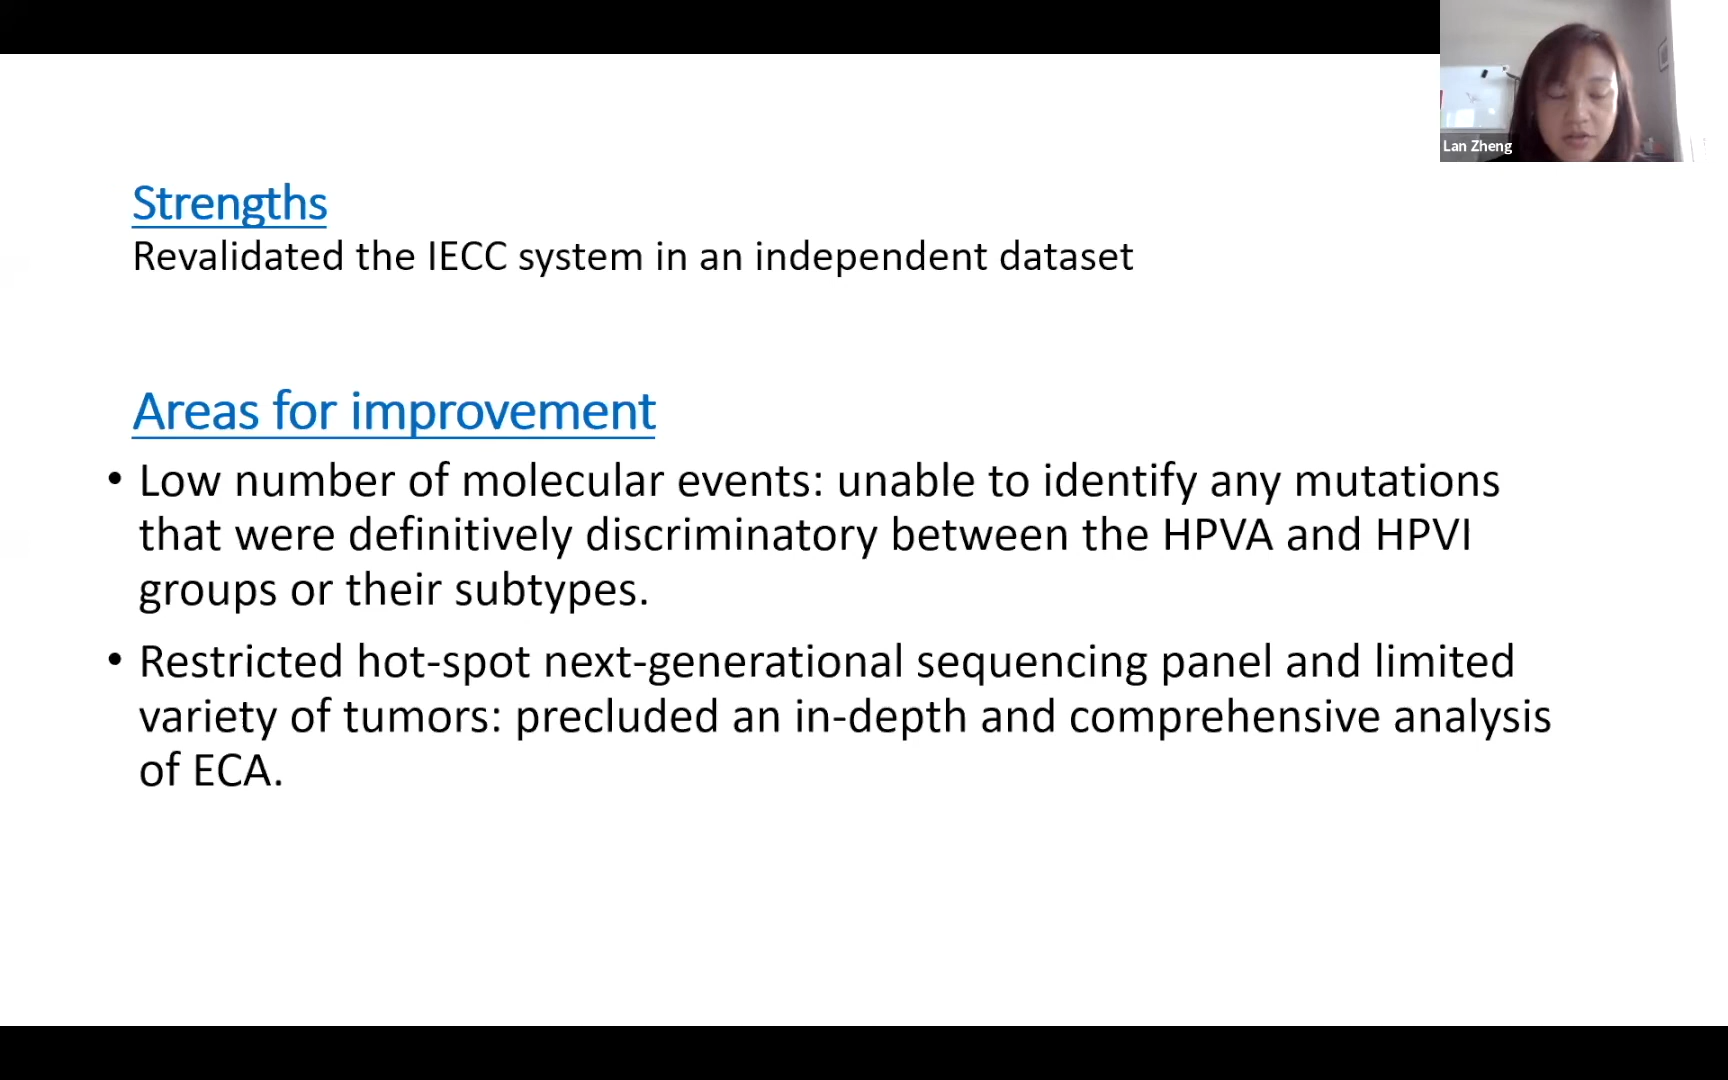 Lan Zheng
Strengths
Revalidated the IECC system in an independent dataset
Areas for improvement
• Low number of molecular events: unable to identify any mutations
that were definitively discriminatory between the HPVA and HPVI
groups or their subtypes.
• Restricted hot-spot next-generational sequencing panel and limited
variety of tumors: precluded an in-depth and comprehensive analysis
of ECA.